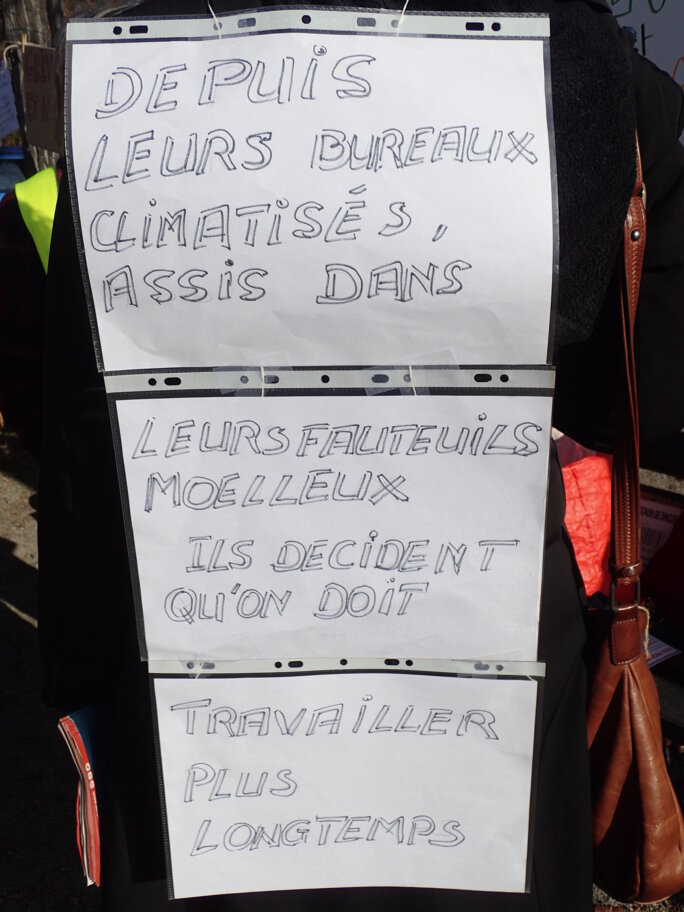 DEPUIS
LEURS BUREAUX
CLIMATISÉS,
ASSIS DANS
LEURS FAUTEUILS
MOELLEUX
ILS DECIDENT
QU'ON DOIT
TRAVAILLER
PLUS
LONGTEMPS